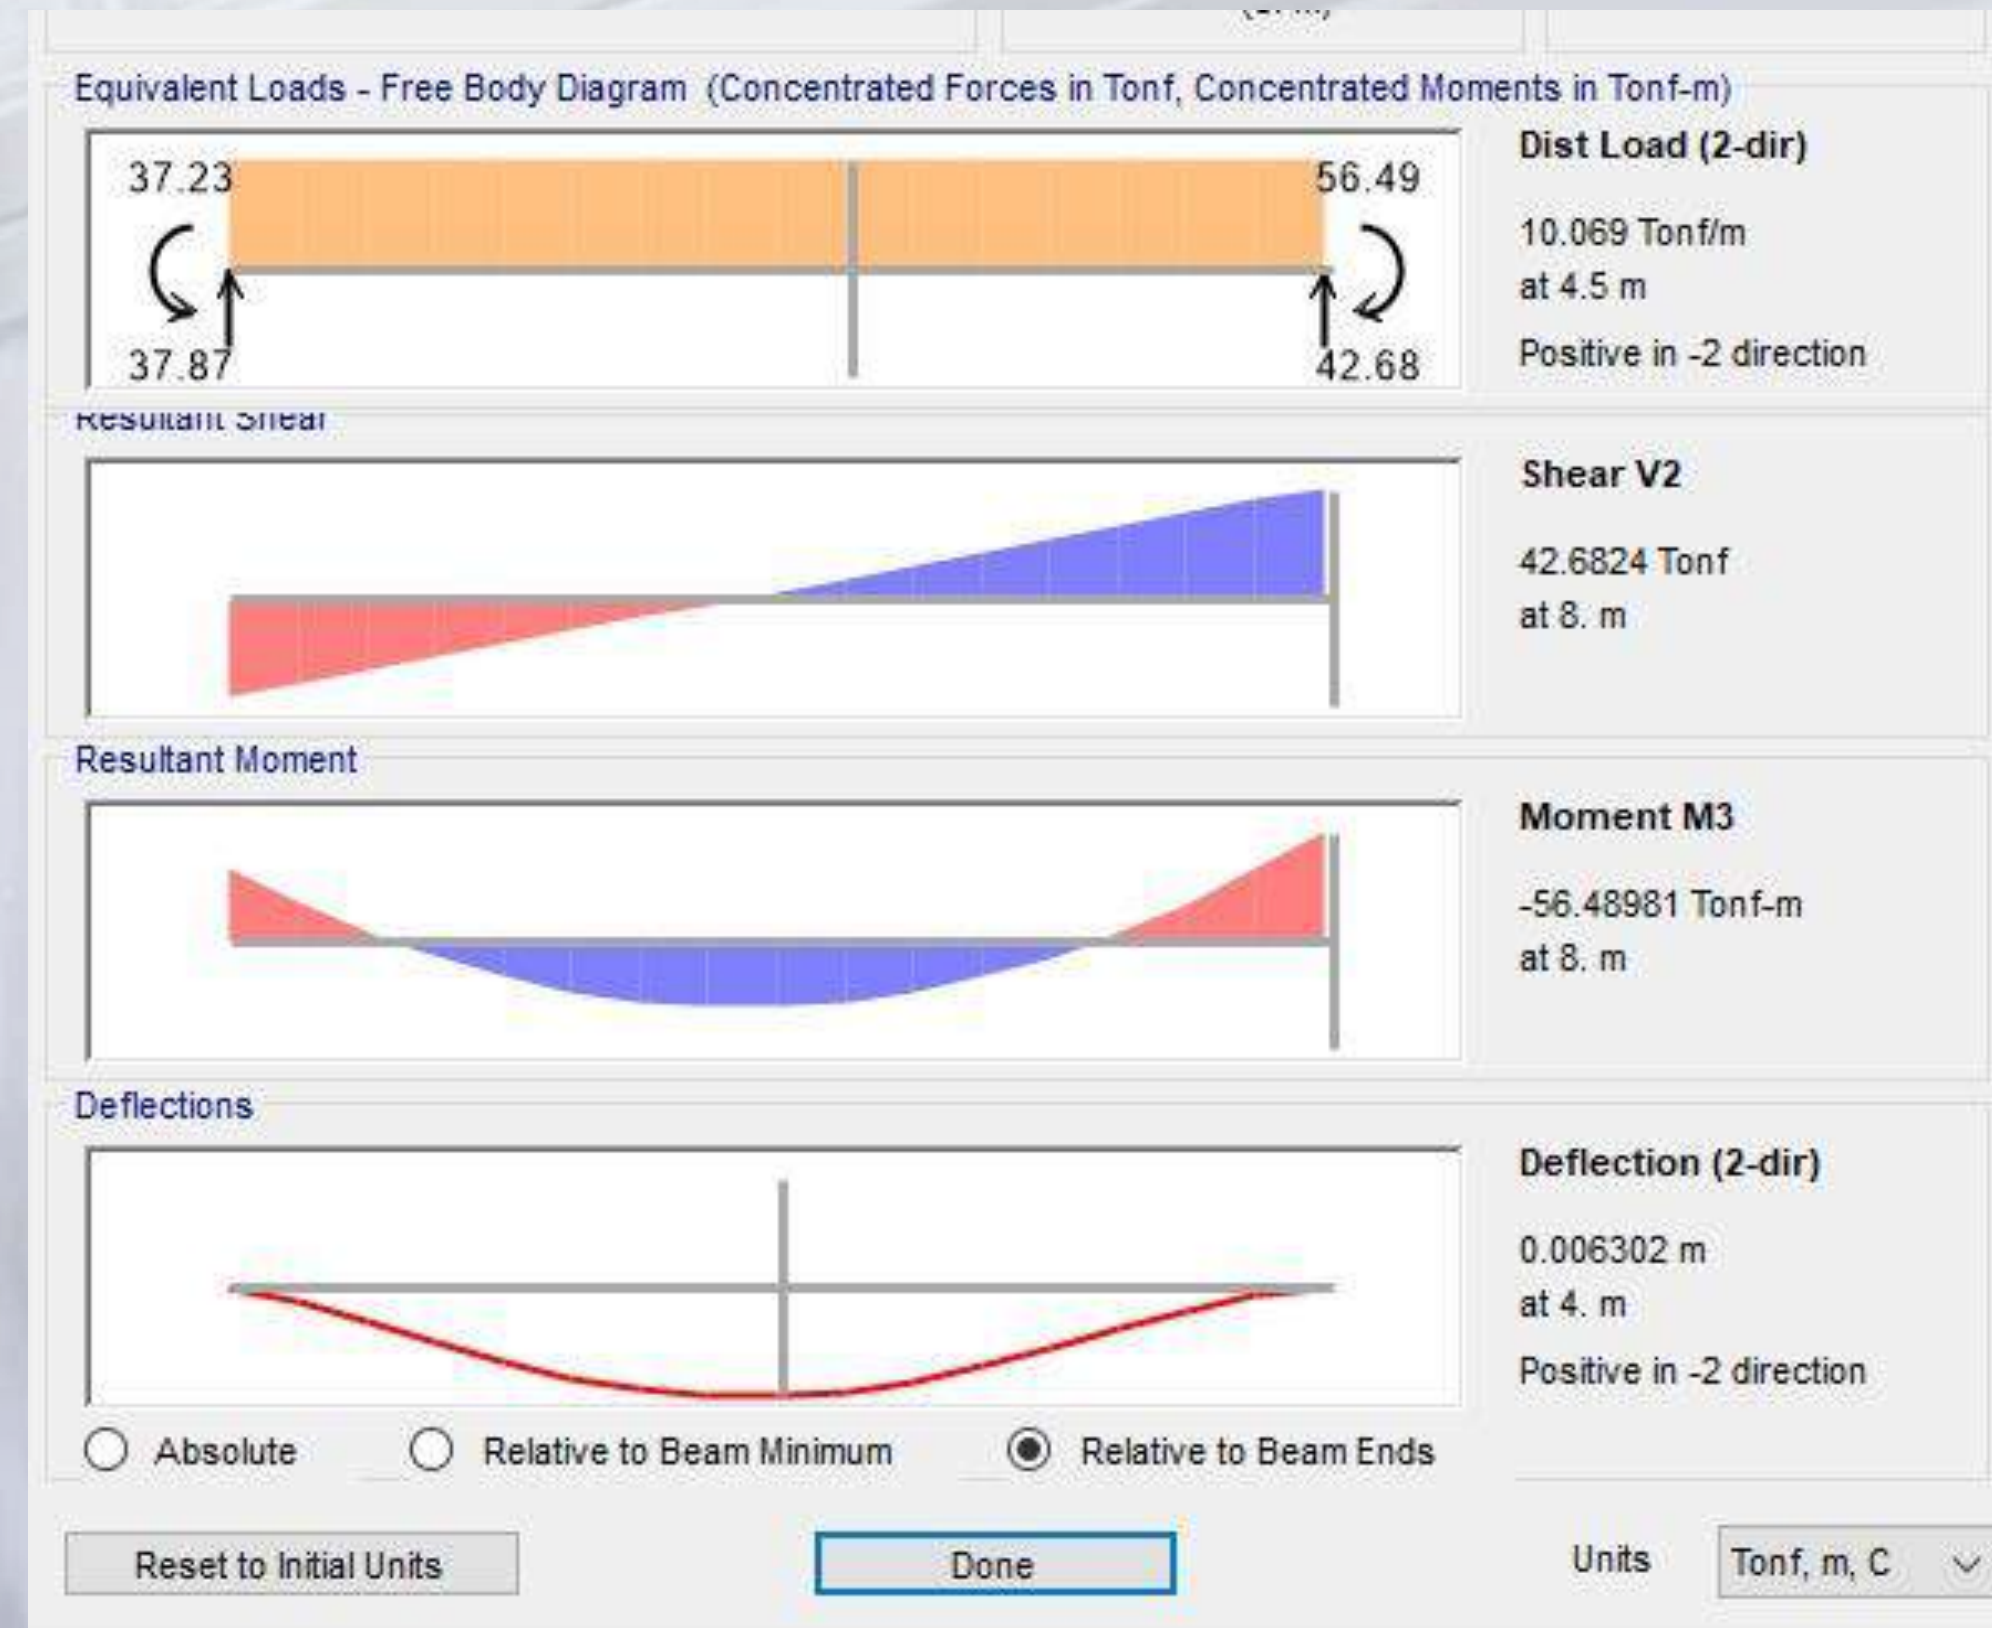 Equivalent Loads - Free Body Diagram (Concentrated Forces in Tonf, Concentrated Moments in Tonf-m)
37.23
56.49
37.87
42.68
Dist Load (2-dir)
10.069 Tonf/m
at 4.5 m
Positive in -2 direction
Resultant Shear
Shear V2
42.6824 Tonf
at 8. m
Resultant Moment
Moment M3
-56.48981 Tonf-m
at 8. m
Deflections
Deflection (2-dir)
0.006302 m
at 4. m
Positive in -2 direction
Absolute
Relative to Beam Minimum
Relative to Beam Ends
Reset to Initial Units
Done
Units
Tonf, m, C